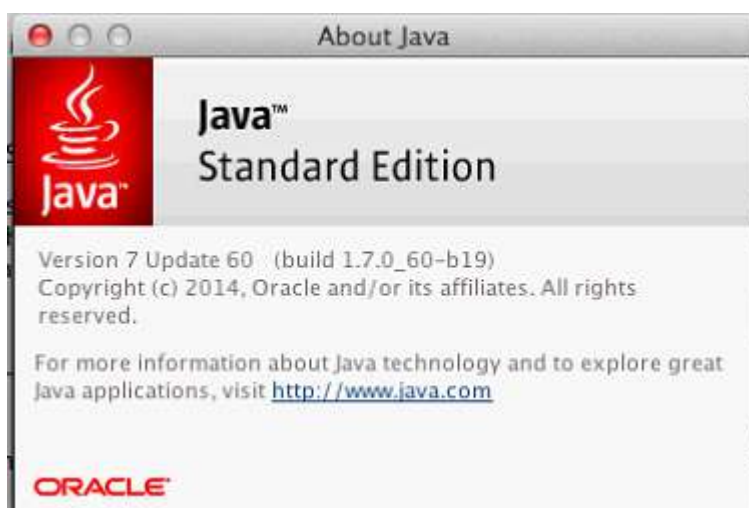 About Java
Java™
Java™
Standard Edition
Version 7 Update 60 (build 1.7.0_60-b19)
Copyright (c) 2014, Oracle and/or its affiliates. All rights
reserved.
For more information about Java technology and to explore great
Java applications, visit http://www.java.com
ORACLE